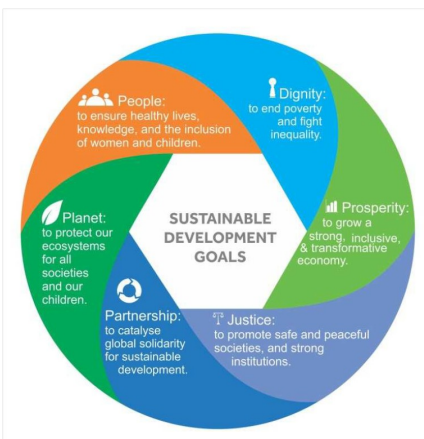 Dignity:
to end poverty
and fight
inequality.
Prosperity:
to grow a
strong, inclusive,
& transformative
economy.
Justice:
to promote safe and peaceful
societies, and strong
institutions.
Partnership:
to catalyse
global solidarity
for sustainable
development.
Planet:
to protect our
ecosystems
for all
societies
and our
children.
People:
to ensure healthy lives,
knowledge, and the inclusion
of women and children.
SUSTAINABLE
DEVELOPMENT
GOALS